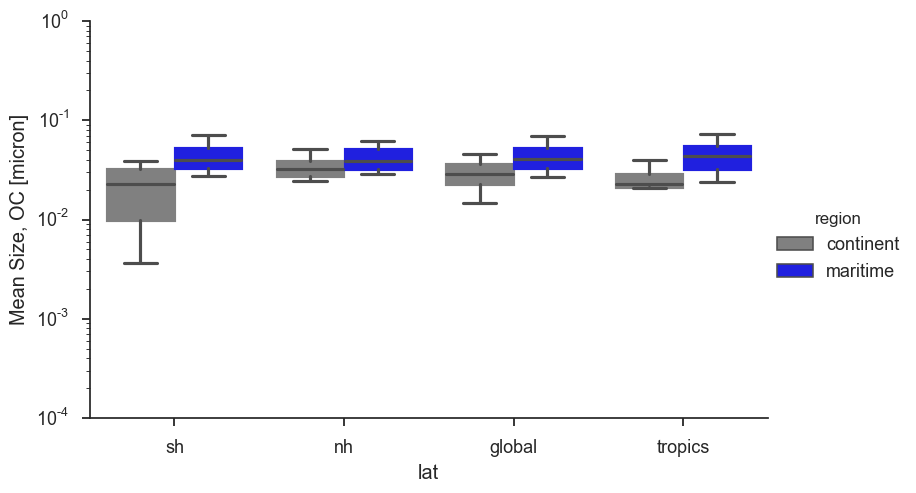 Mean Size, OC [micron]
10^0
10^-1
10^-2
10^-3
10^-4
sh nh global tropics
lat
region
continent
maritime